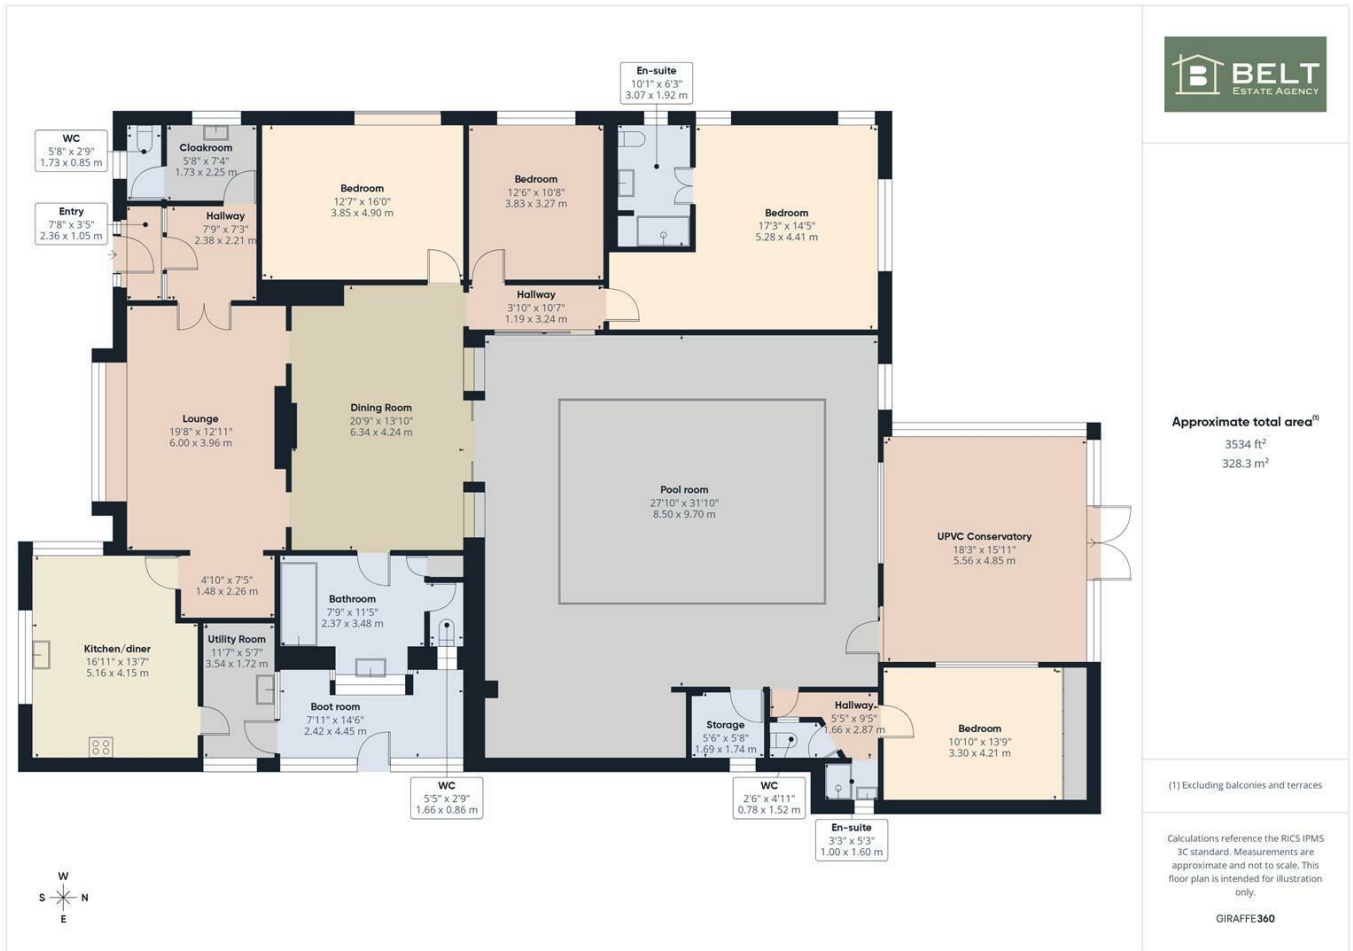 En-suite
10'1" x 6'3"
3.07 x 1.92 m
WC
5'8" x 2'9"
1.73 x 0.85 m
Cloakroom
5'8" x 7'4"
1.73 x 2.25 m
Entry
7'8" x 3'5"
2.36 x 1.05 m
Hallway
7'9" x 7'3"
2.38 x 2.21 m
Bedroom
12'7" x 16'0"
3.85 x 4.90 m
Bedroom
12'6" x 10'8"
3.83 x 3.27 m
Bedroom
17'3" x 14'5"
5.28 x 4.41 m
Hallway
3'10" x 10'7"
1.19 x 3.24 m
Lounge
19'8" x 12'11"
6.00 x 3.96 m
Dining Room
20'9" x 13'10"
6.34 x 4.24 m
Pool room
27'10" x 31'10"
8.50 x 9.70 m
UPVC Conservatory
18'3" x 15'11"
5.56 x 4.85 m
4'10" x 7'5"
1.48 x 2.26 m
Bathroom
7'9" x 11'5"
2.37 x 3.48 m
Kitchen/diner
16'11" x 13'7"
5.16 x 4.15 m
Utility Room
11'7" x 5'7"
3.54 x 1.72 m
Boot room
7'11" x 14'6"
2.42 x 4.45 m
Storage
5'6" x 5'8"
1.69 x 1.74 m
Hallway
5'5" x 9'5"
1.66 x 2.87 m
Bedroom
10'10" x 13'9"
3.30 x 4.21 m
WC
5'5" x 2'9"
1.66 x 0.86 m
WC
2'6" x 4'11"
0.78 x 1.52 m
En-suite
3'3" x 5'3"
1.00 x 1.60 m
W
S N
E
B BELT
ESTATE AGENCY
Approximate total area(1)
3534 ft²
328.3 m²
(1) Excluding balconies and terraces
Calculations reference the RICS IPMS
3C standard. Measurements are
approximate and not to scale. This
floor plan is intended for illustration
only.
GIRAFFE360